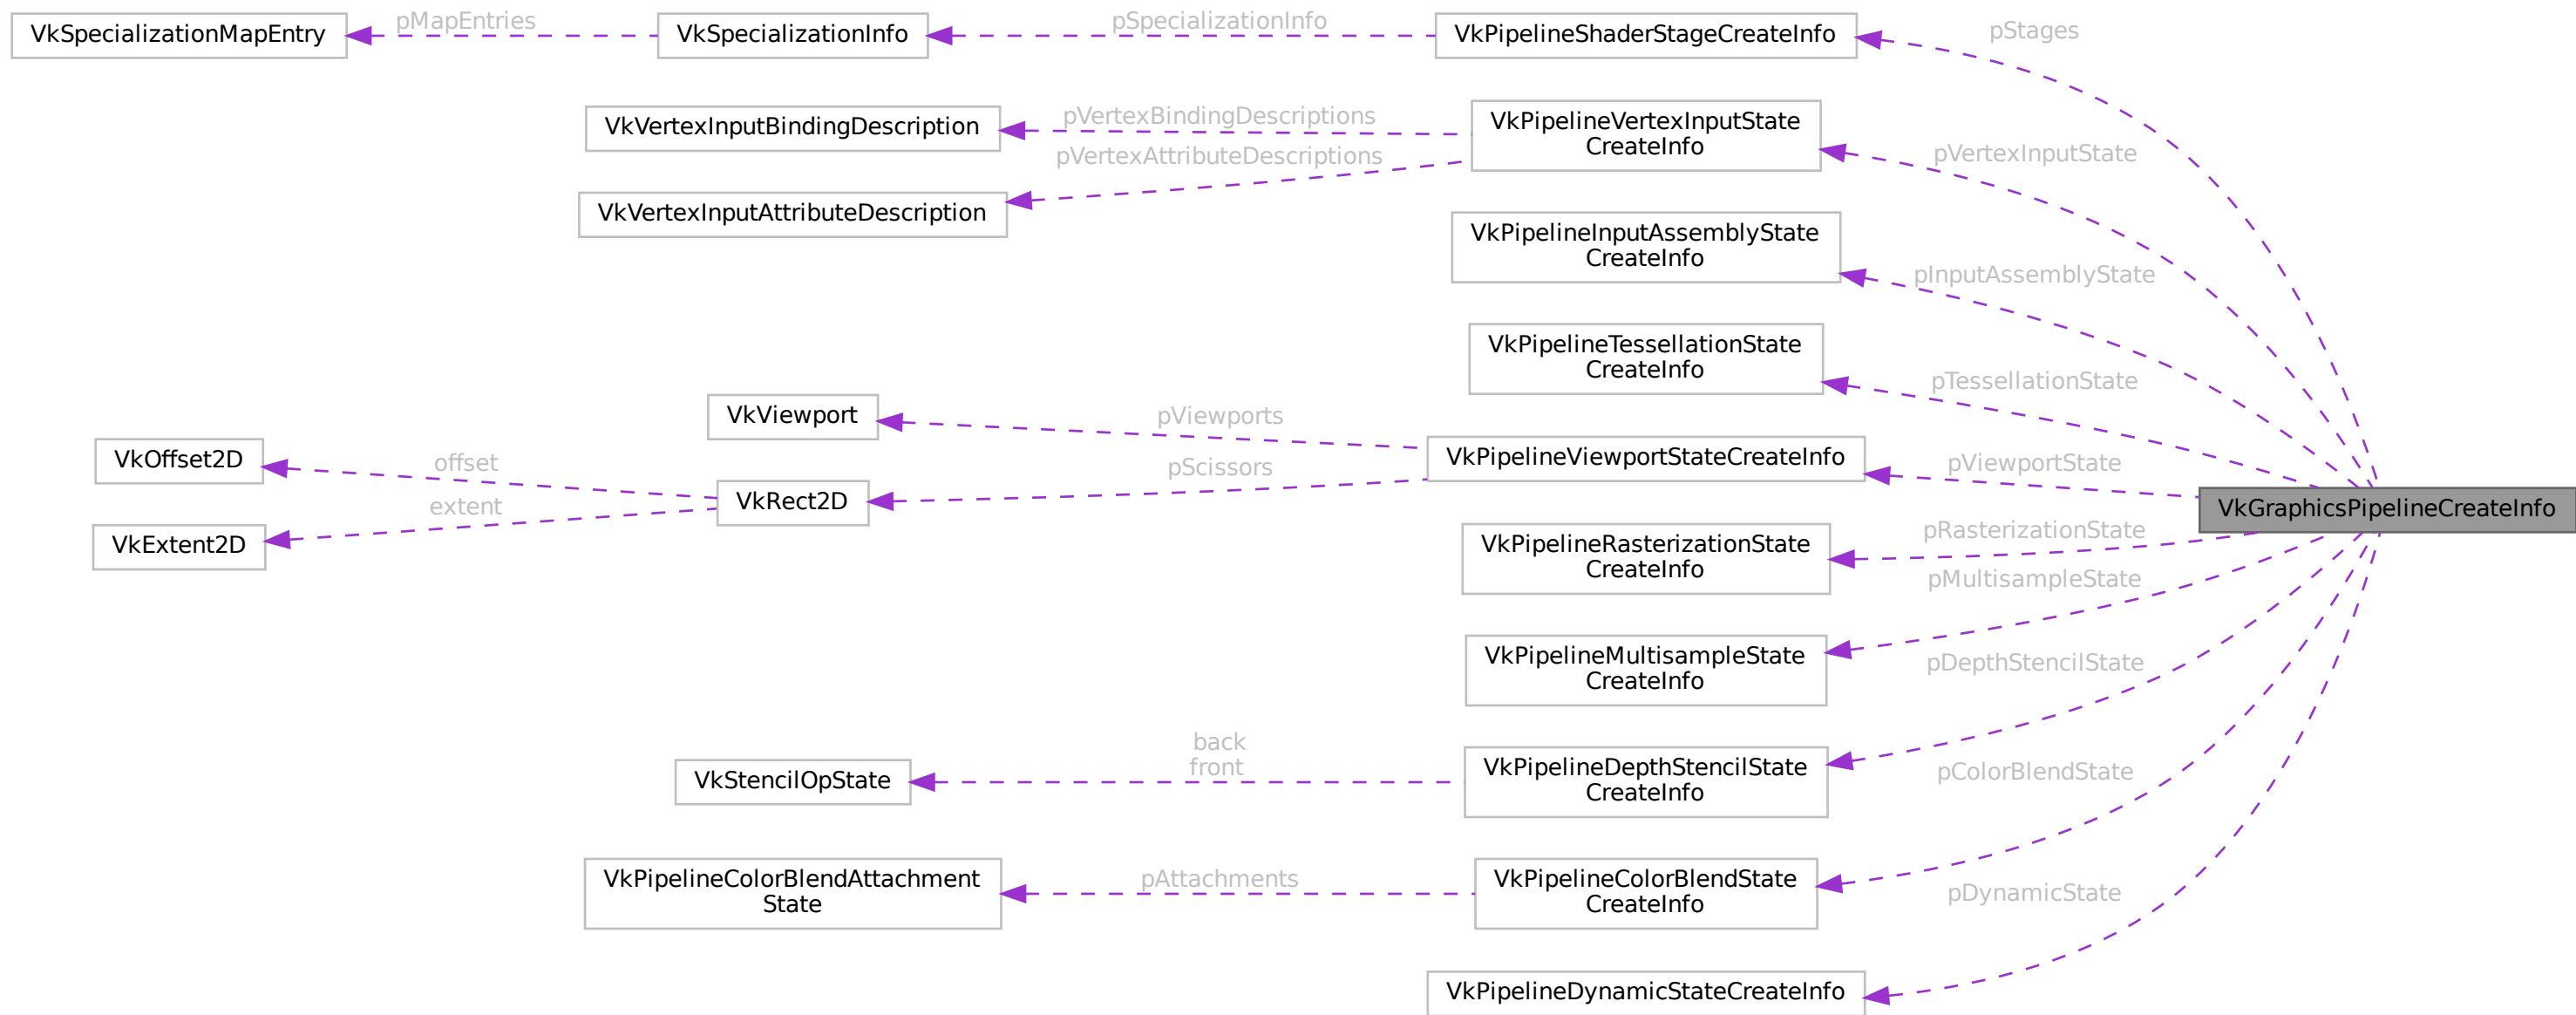 VkSpecializationMapEntry
pMapEntries
VkSpecializationInfo
pSpecializationInfo
VkPipelineShaderStageCreateInfo
pStages
VkVertexInputBindingDescription
pVertexBindingDescriptions
VkPipelineVertexInputState
CreateInfo
pVertexInputState
pVertexAttributeDescriptions
VkVertexInputAttributeDescription
VkPipelineInputAssemblyState
CreateInfo
pInputAssemblyState
VkPipelineTessellationState
CreateInfo
pTessellationState
VkViewport
pViewports
VkPipelineViewportStateCreateInfo
pViewportState
VkOffset2D
offset
pScissors
VkRect2D
extent
VkExtent2D
VkGraphicsPipelineCreateInfo
pRasterizationState
VkPipelineRasterizationState
CreateInfo
pMultisampleState
VkPipelineMultisampleState
CreateInfo
pDepthStencilState
back
front
VkStencilOpState
VkPipelineDepthStencilState
CreateInfo
pColorBlendState
VkPipelineColorBlendAttachment
State
pAttachments
VkPipelineColorBlendState
CreateInfo
pDynamicState
VkPipelineDynamicStateCreateInfo